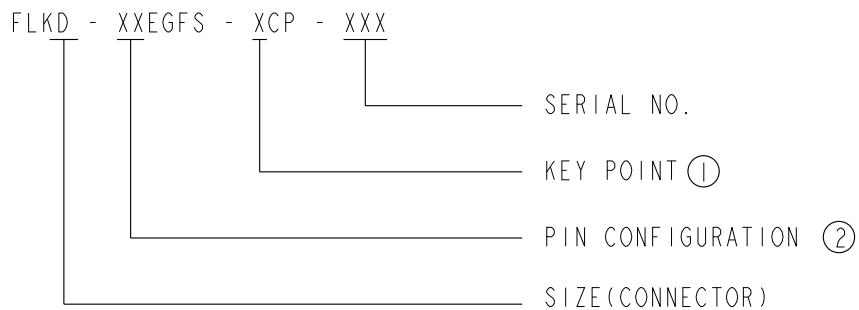 FLKD - XXEGFS - XCP - XXX
SERIAL NO.
KEY POINT ①
PIN CONFIGURATION ②
SIZE(CONNECTOR)